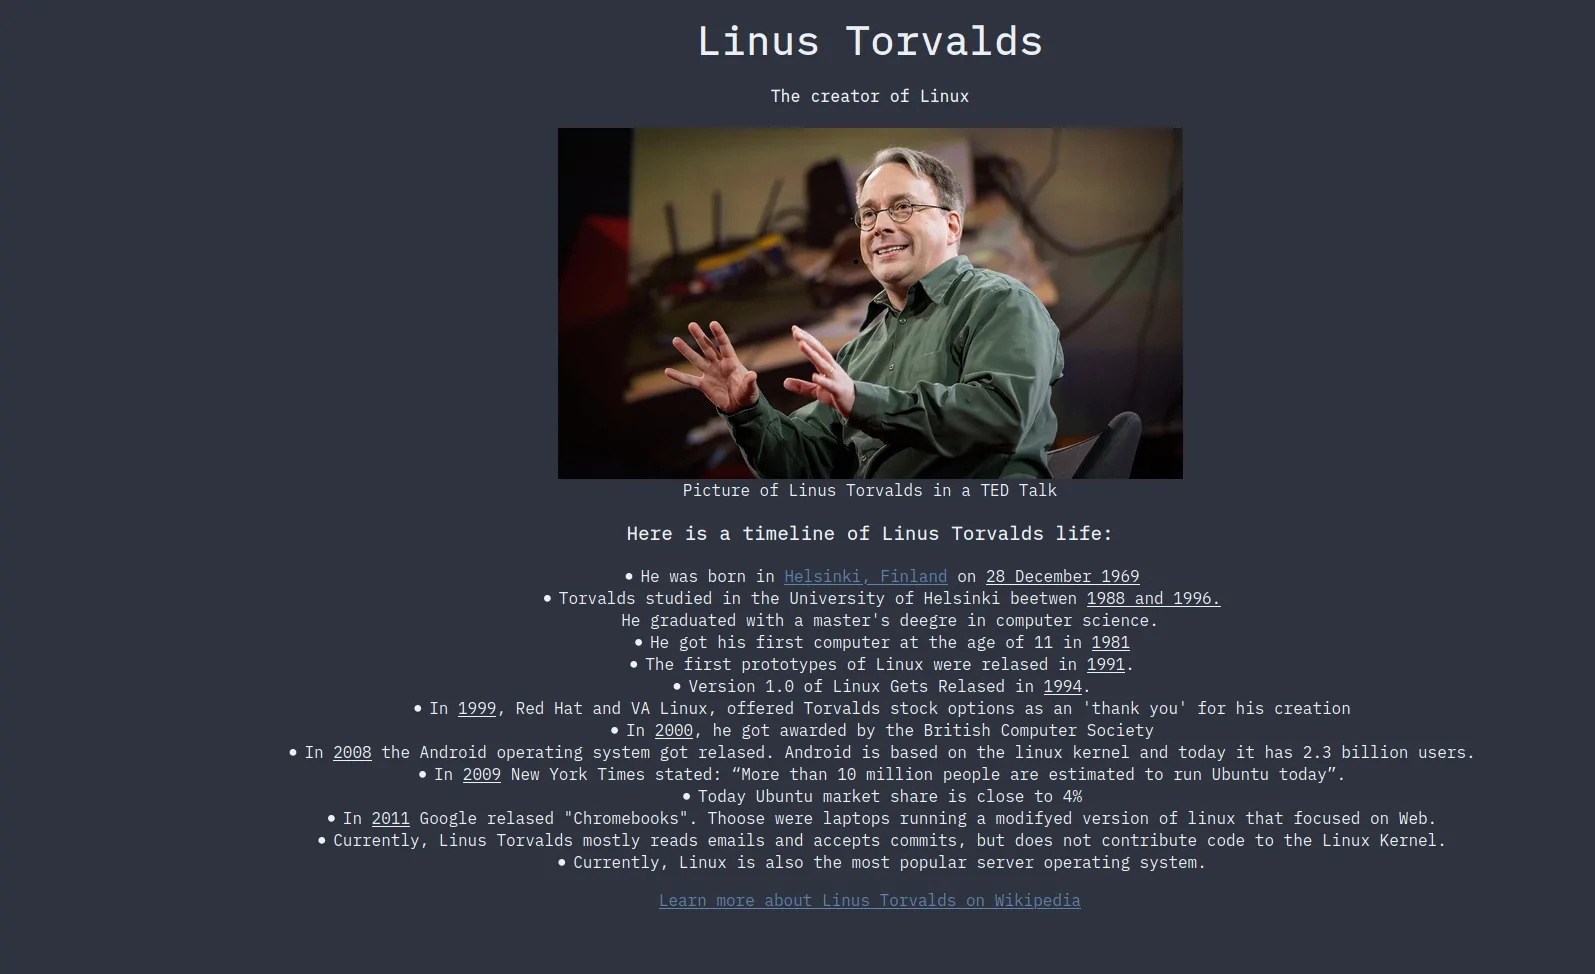 Linus Torvalds
The creator of Linux
Picture of Linus Torvalds in a TED Talk
Here is a timeline of Linus Torvalds life:
• He was born in Helsinki, Finland on 28 December 1969
• Torvalds studied in the University of Helsinki beetwen 1988 and 1996.
He graduated with a master's deegre in computer science.
• He got his first computer at the age of 11 in 1981
• The first prototypes of Linux were relased in 1991.
• Version 1.0 of Linux Gets Relased in 1994.
• In 1999, Red Hat and VA Linux, offered Torvalds stock options as an 'thank you' for his creation
• In 2000, he got awarded by the British Computer Society
• In 2008 the Android operating system got relased. Android is based on the linux kernel and today it has 2.3 billion users.
• In 2009 New York Times stated: “More than 10 million people are estimated to run Ubuntu today”.
• Today Ubuntu market share is close to 4%
• In 2011 Google relased "Chromebooks". Thoose were laptops running a modifyed version of linux that focused on Web.
• Currently, Linus Torvalds mostly reads emails and accepts commits, but does not contribute code to the Linux Kernel.
• Currently, Linux is also the most popular server operating system.
Learn more about Linus Torvalds on Wikipedia